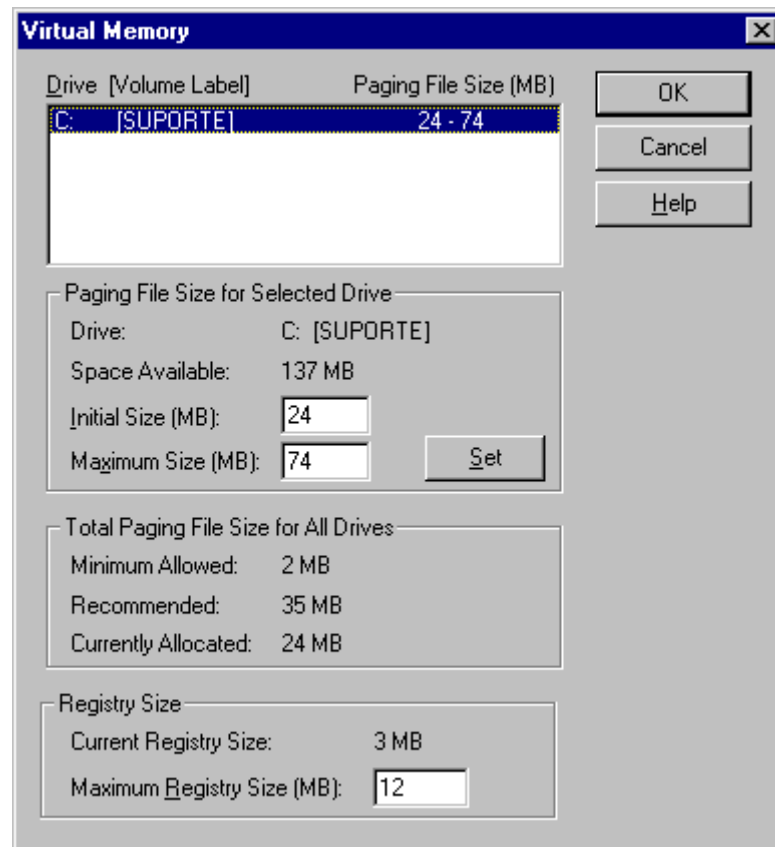 Virtual Memory
Drive [Volume Label] Paging File Size (MB)
C: [SUPORTE] 24 - 74
OK
Cancel
Help
Paging File Size for Selected Drive
Drive: C: [SUPORTE]
Space Available: 137 MB
Initial Size (MB): 24
Maximum Size (MB): 74
Set
Total Paging File Size for All Drives
Minimum Allowed: 2 MB
Recommended: 35 MB
Currently Allocated: 24 MB
Registry Size
Current Registry Size: 3 MB
Maximum Registry Size (MB): 12